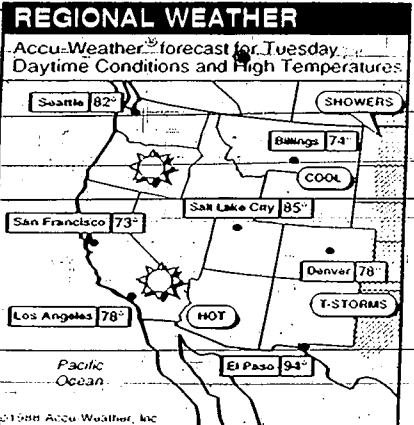 REGIONAL WEATHER
Accu-Weather® forecast for Tuesday
Daytime Conditions and High Temperatures
SHOWERS
Seattle 82°
Billings 74°
COOL
Salt Lake City 85°
San Francisco 73°
Denver 78°
T-STORMS
Los Angeles 78°
HOT
El Paso 94°
Pacific
Ocean
©1988 Accu-Weather, Inc